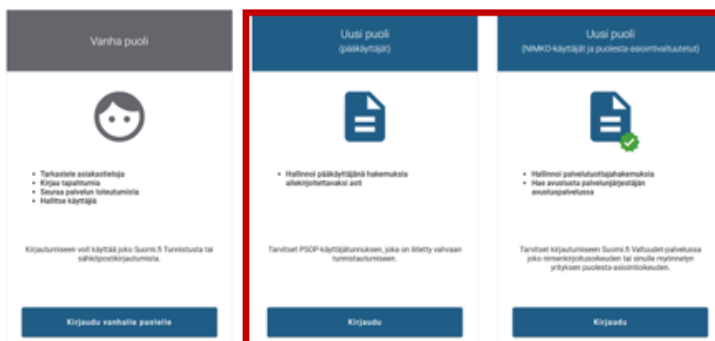 Vanha puoli
• Tarkastele asiakastietoja
• Kirjaa tapahtumia
• Seuraa palvelun toteutumista
• Hallitse käyttäjiä
Kirjautumiseen voit käyttää joko Suomi.fi Tunnistusta tai
sähköpostikirjautumista.
Kirjaudu vanhalle puolelle
Uusi puoli
(pääkäyttäjät)
• Hallinnoi pääkäyttäjänä hakemuksia
allekirjoitettavaksi asti
Tarvitset PSOP-käyttäjätunnuksen, joka on liitetty vahvaan
tunnistautumiseen.
Kirjaudu
Uusi puoli
(NIMKO-käyttäjät ja puolesta-asiointivaltuutetut)
• Hallinnoi palvelutuottajahakemuksia
• Hae avustusta palvelunjärjestäjän
avustuspalvelussa
Tarvitset kirjautumiseen Suomi.fi Valtuudet-palvelussa
joko nimenkirjoitusoikeuden tai sinulle myönnetyn
yrityksen puolesta-asiointioikeuden.
Kirjaudu